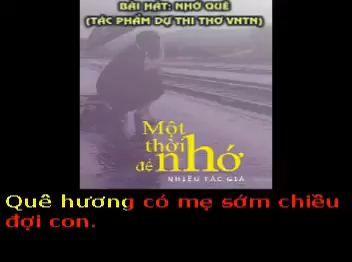 BÀI HÁT: NHỚ QUÊ
(TÁC PHẨM DỰ THI THƠ VNTN)
Một
thời
để nhớ
NHIỀU TÁC GIẢ
Quê hương có mẹ sớm chiều
đợi con.